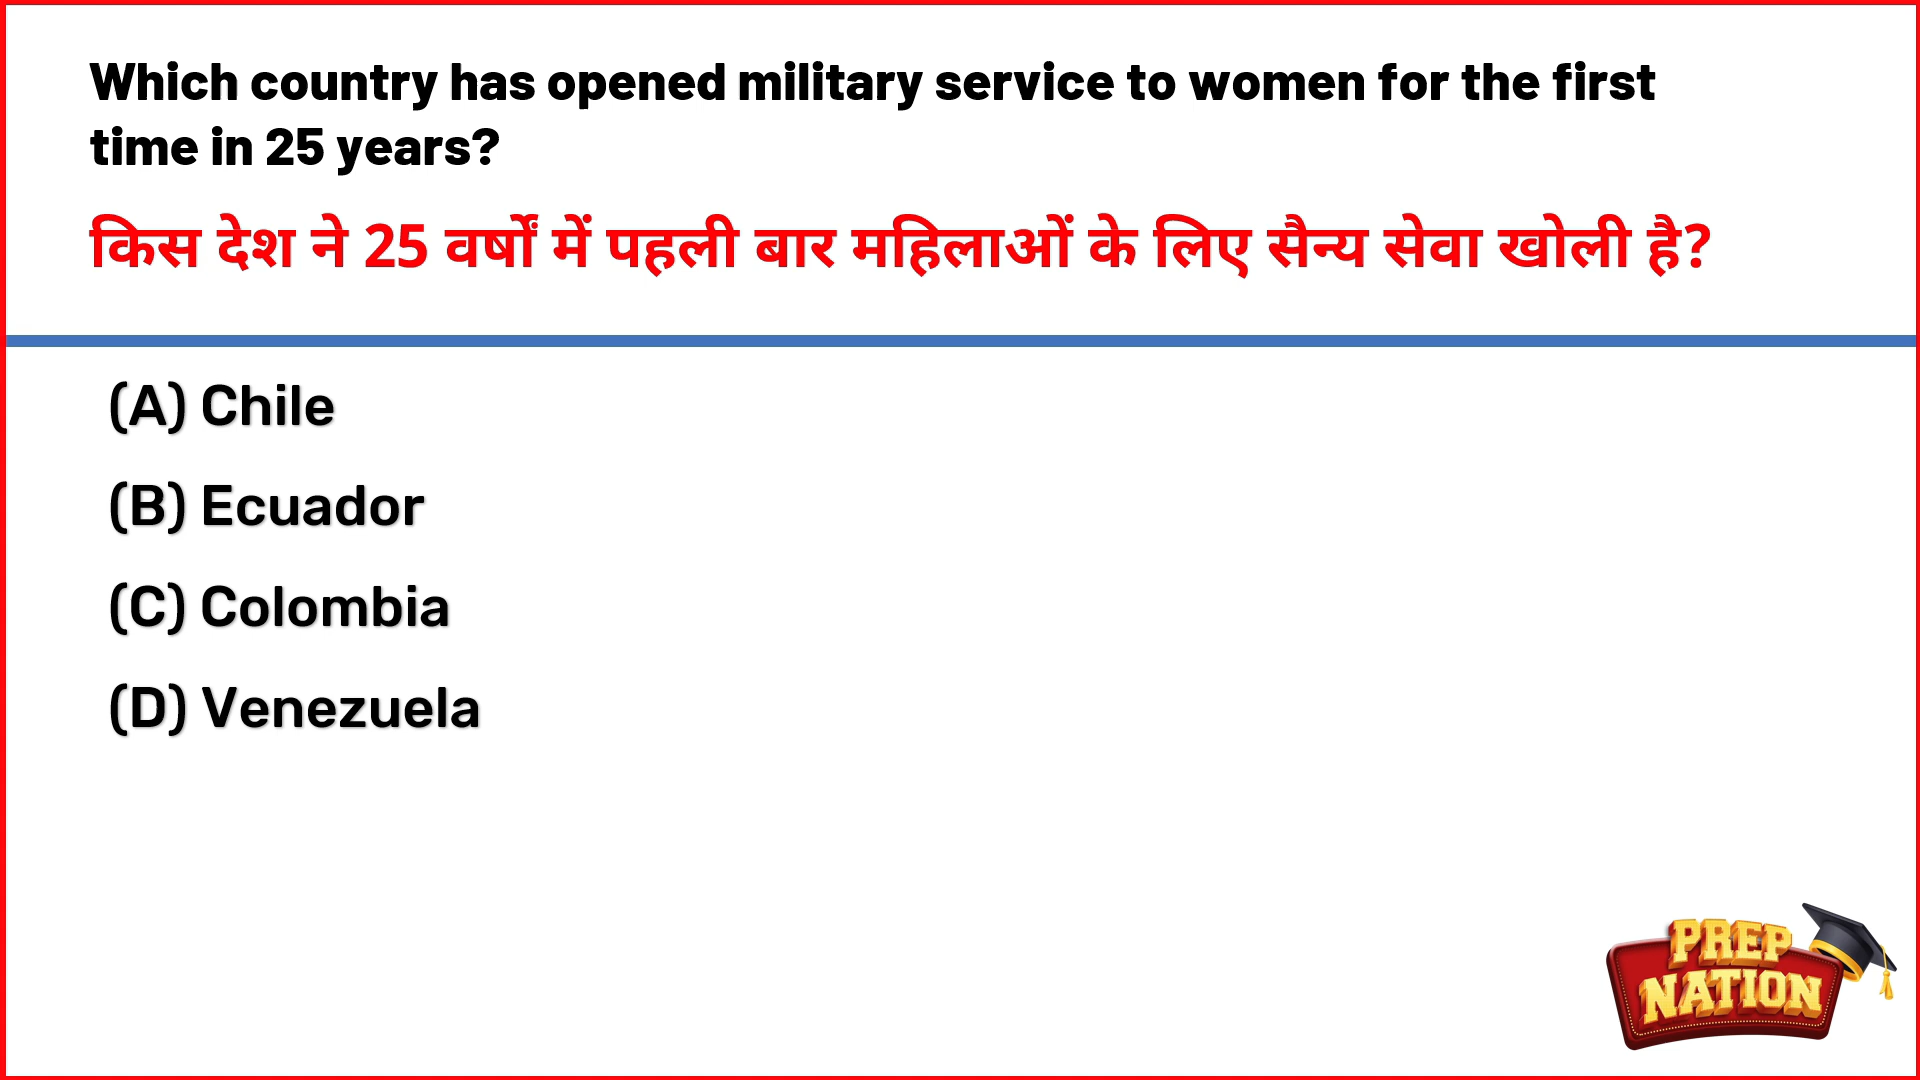 Which country has opened military service to women for the first
time in 25 years?
किस देश ने 25 वर्षों में पहली बार महिलाओं के लिए सैन्य सेवा खोली है?
(A) Chile
(B) Ecuador
(C) Colombia
(D) Venezuela
PREP
NATION